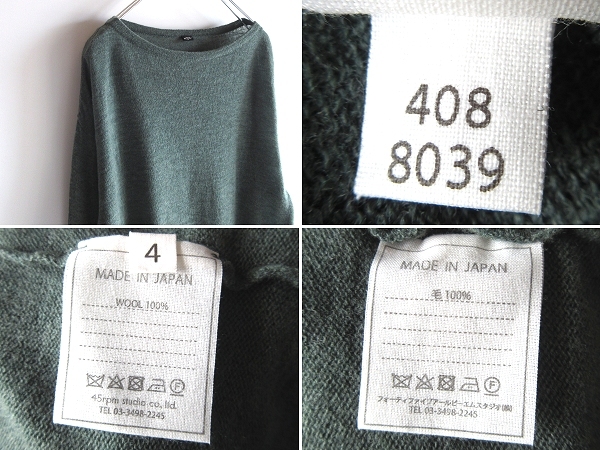 408
8039
4
MADE IN JAPAN
WOOL 100%
45rpm studio co., ltd.
TEL 03-3498-2245
MADE IN JAPAN
毛 100%
フォーティファイブアールピーエムスタジオ(株)
TEL 03-3498-2245